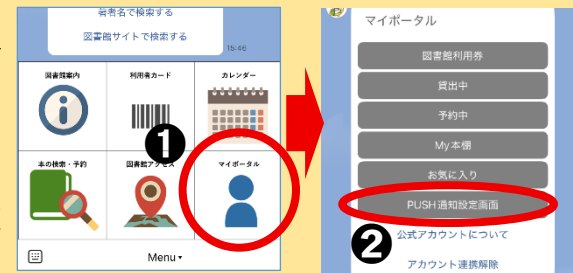 著者名で検索する
図書館サイトで検索する
15:46
図書館案内
利用者カード
カレンダー
本の検索・予約
図書館アクセス
マイポータル
❶
Menu▾
マイポータル
図書館利用券
貸出中
予約中
My本棚
お気に入り
PUSH通知設定画面
❷
公式アカウントについて
アカウント連携解除